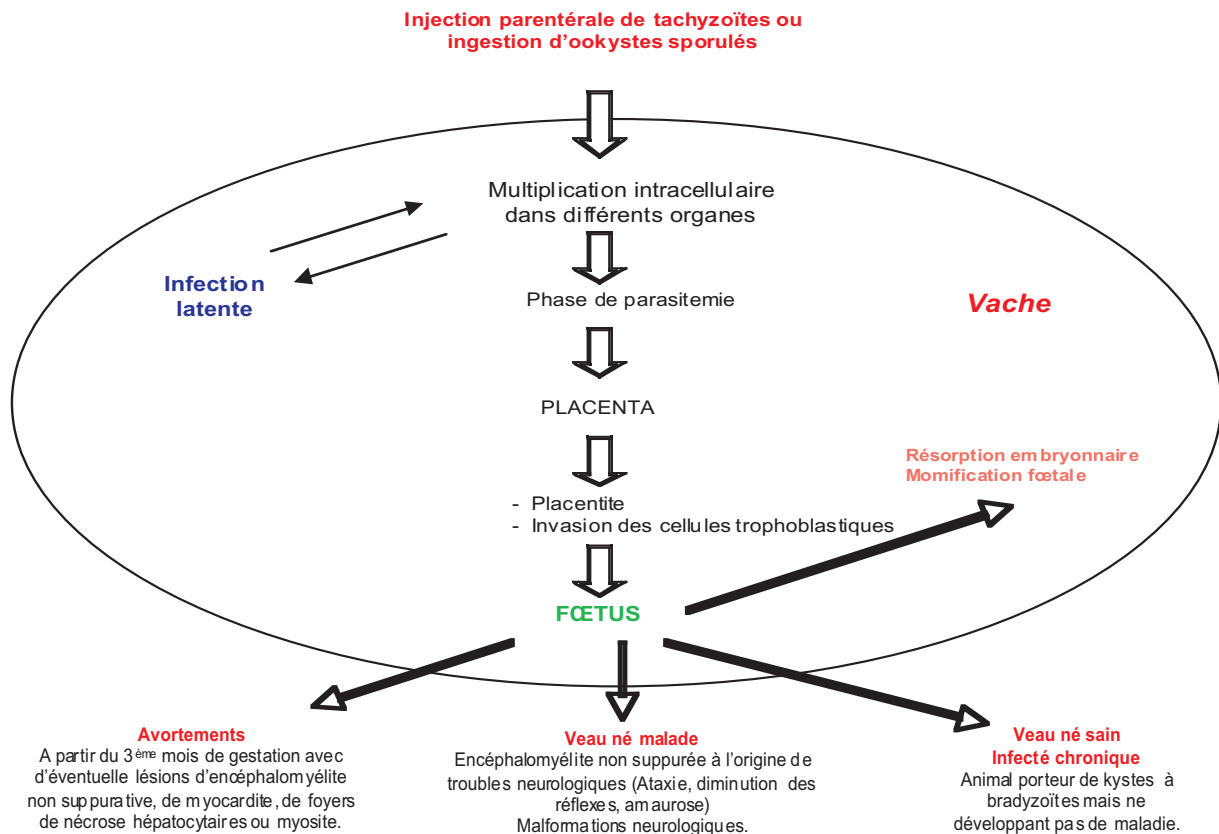 Injection parentérale de tachyzoïtes ou
ingestion d'ookystes sporulés
Multiplication intracellulaire
dans différents organes
Infection
latente
Phase de parasitemie
Vache
PLACENTA
Résorption embryonnaire
Momification fœtale
- Placentite
- Invasion des cellules trophoblastiques
FŒTUS
Avortements
A partir du 3ème mois de gestation avec
d'éventuelle lésions d'encéphalomyélite
non suppurative, de myocardite, de foyers
de nécrose hépatocytaires ou myosite.
Veau né malade
Encéphalomyélite non suppurée à l'origine de
troubles neurologiques (Ataxie, diminution des
réflexes, amaurose)
Malformations neurologiques.
Veau né sain
Infecté chronique
Animal porteur de kystes à
bradyzoïtes mais ne
développant pas de maladie.